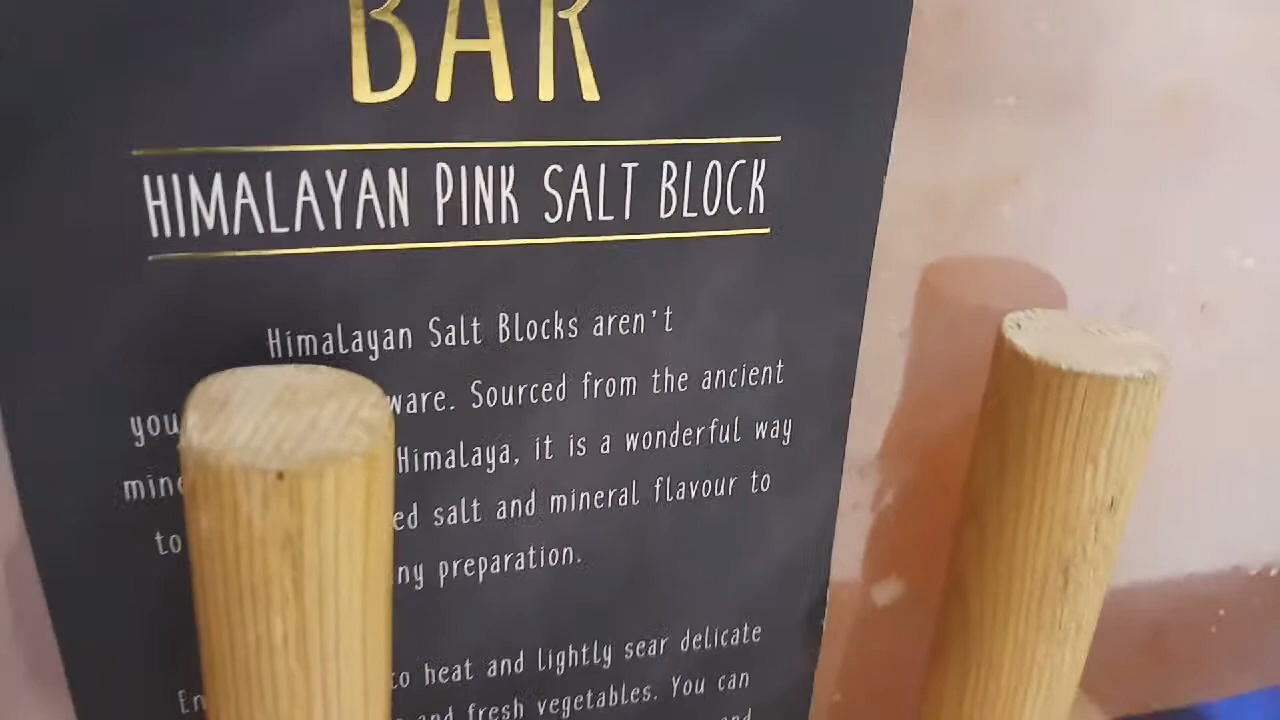 BAR
HIMALAYAN PINK SALT BLOCK
Himalayan Salt Blocks aren't
you ware. Sourced from the ancient
mine Himalaya, it is a wonderful way
to ed salt and mineral flavour to
ny preparation.
to heat and lightly sear delicate
and fresh vegetables. You can
and